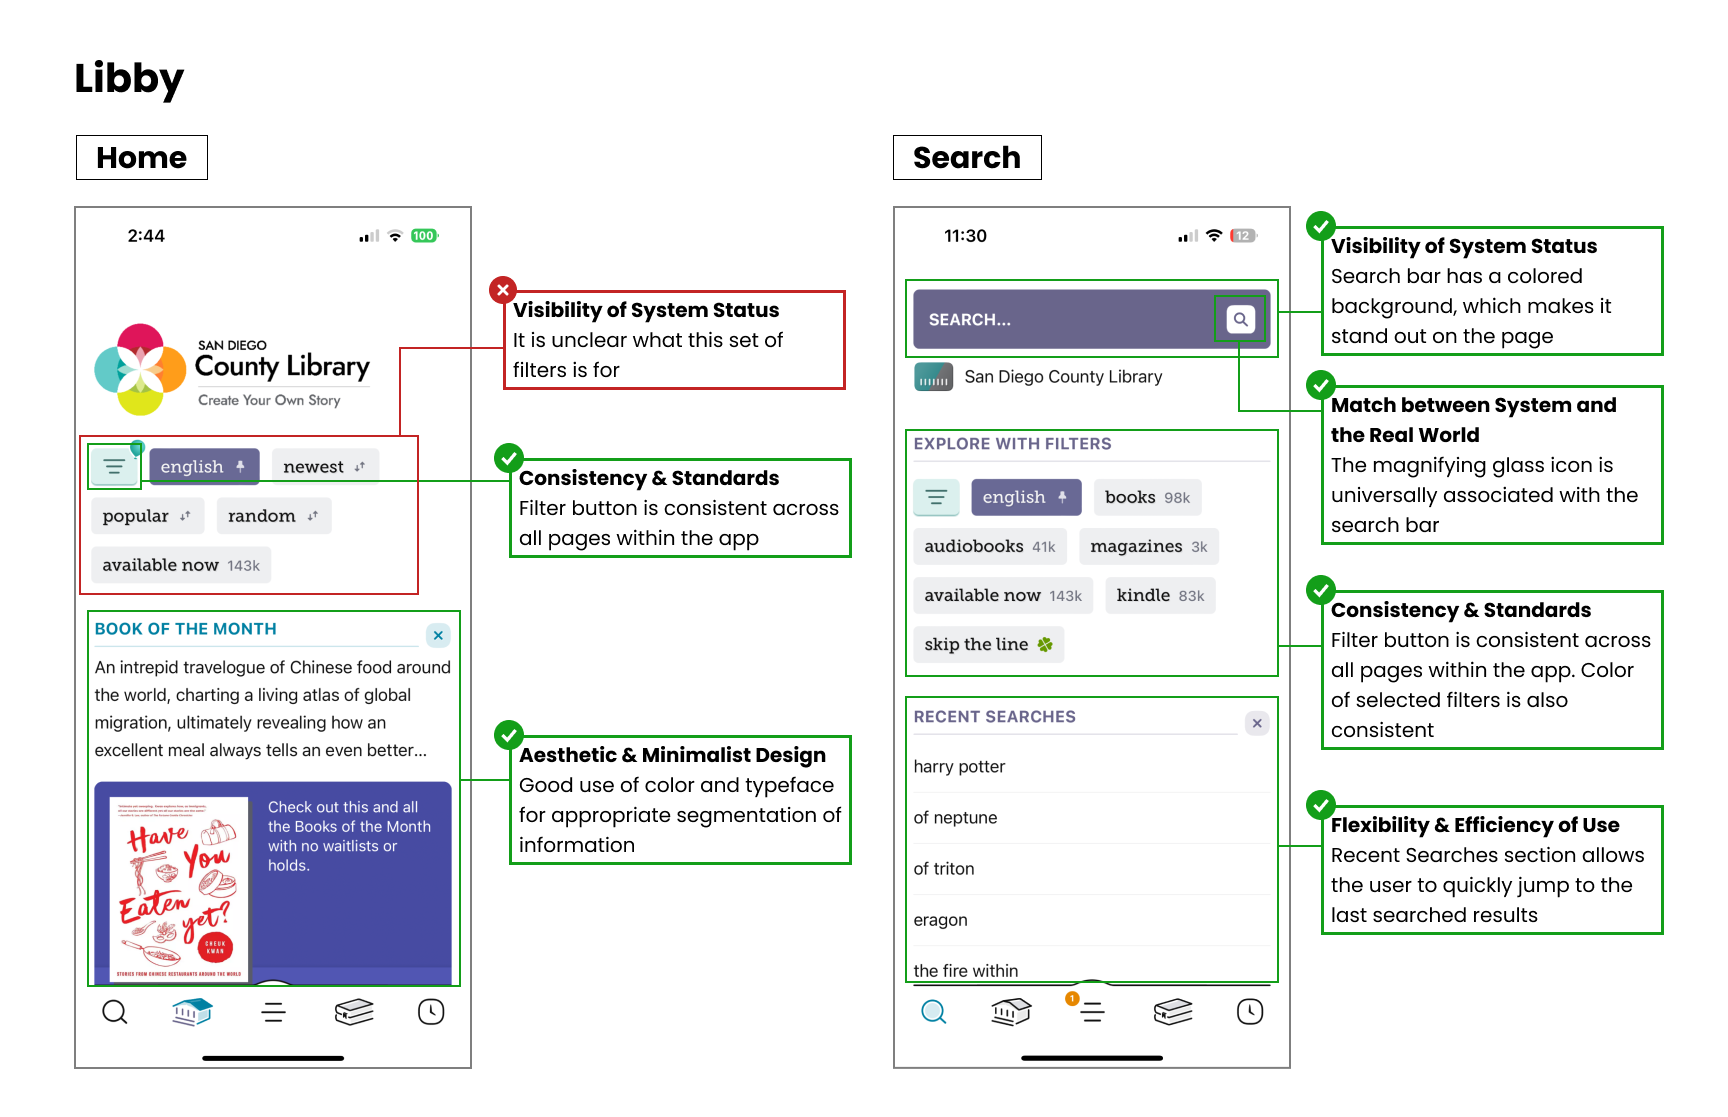 Libby
Home
2:44
100
SAN DIEGO
County Library
Create Your Own Story
english
newest
popular
random
available now 143k
BOOK OF THE MONTH
An intrepid travelogue of Chinese food around
the world, charting a living atlas of global
migration, ultimately revealing how an
excellent meal always tells an even better...
Have
You
Eaten
yet?
CHEUK
KWAN
STORIES FROM CHINESE RESTAURANTS AROUND THE WORLD
Check out this and all
the Books of the Month
with no waitlists or
holds.
Visibility of System Status
It is unclear what this set of
filters is for
Consistency & Standards
Filter button is consistent across
all pages within the app
Aesthetic & Minimalist Design
Good use of color and typeface
for appropriate segmentation of
information
Search
11:30
12
SEARCH...
San Diego County Library
EXPLORE WITH FILTERS
english
books 98k
audiobooks 41k
magazines 3k
available now 143k
kindle 83k
skip the line
RECENT SEARCHES
harry potter
of neptune
of triton
eragon
the fire within
1
Visibility of System Status
Search bar has a colored
background, which makes it
stand out on the page
Match between System and
the Real World
The magnifying glass icon is
universally associated with the
search bar
Consistency & Standards
Filter button is consistent across
all pages within the app. Color
of selected filters is also
consistent
Flexibility & Efficiency of Use
Recent Searches section allows
the user to quickly jump to the
last searched results